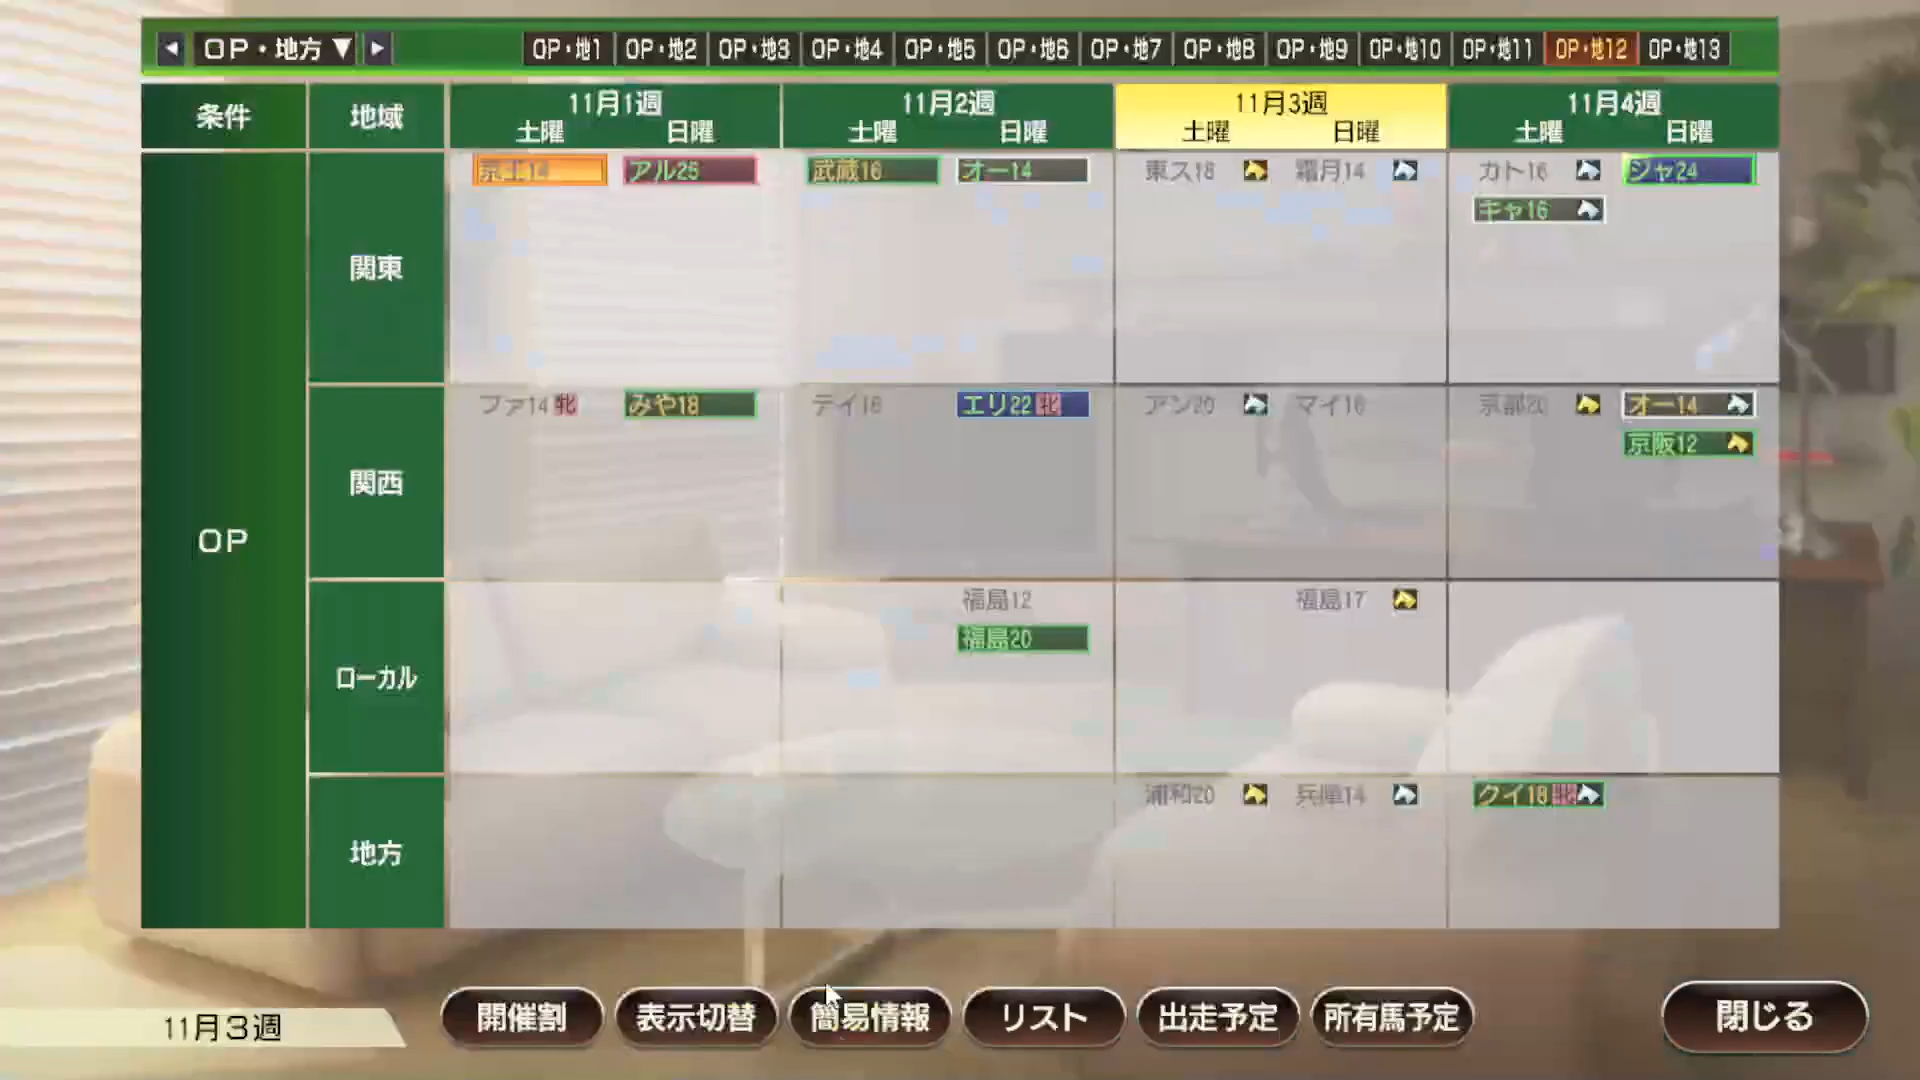 OP・地方▼ OP・地1 OP・地2 OP・地3 OP・地4 OP・地5 OP・地6 OP・地7 OP・地8 OP・地9 OP・地10 OP・地11 OP・地12 OP・地13
条件 地域 11月1週 11月2週 11月3週 11月4週
土曜 日曜 土曜 日曜 土曜 日曜 土曜 日曜
OP
関東
京王14 アル25 武蔵16 オー14 東ス18 霜月14 カト16 ジャ24
キャ16
関西
ファ14牝 みや18 デイ18 エリ22牝 アン20 マイ16 京都20 オー14
京阪12
ローカル
福島12 福島17
福島20
地方
浦和20 兵庫14 クイ18牝
11月3週
開催割 表示切替 簡易情報 リスト 出走予定 所有馬予定 閉じる